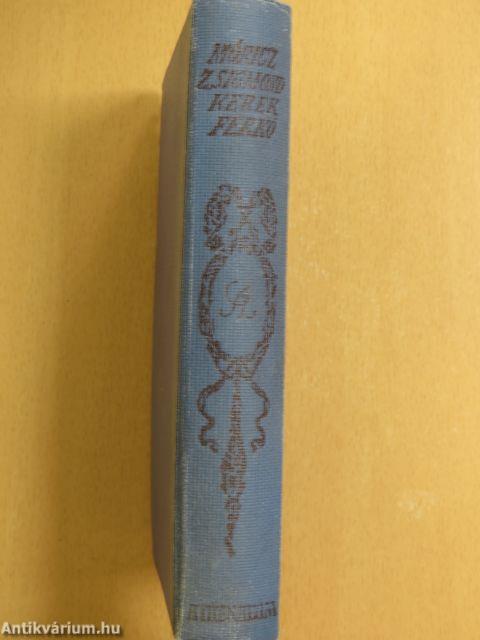 MÓRICZ
ZSIGMOND
KEREK
FERKÓ
ATHENAEUM
Antikvárium.hu